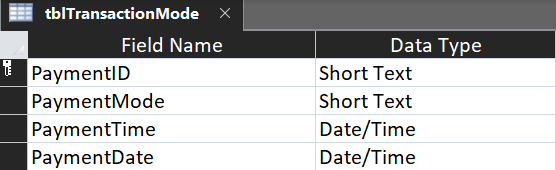 tblTransactionMode
Field Name Data Type
PaymentID Short Text
PaymentMode Short Text
PaymentTime Date/Time
PaymentDate Date/Time